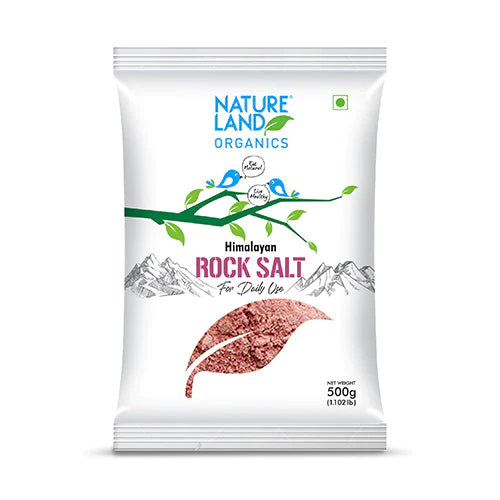 NATURE®
LAND
ORGANICS
Eat
Natural
Live
Healthy
Himalayan
ROCK SALT
For Daily Use
NET WEIGHT
500g
(1.102 lb)